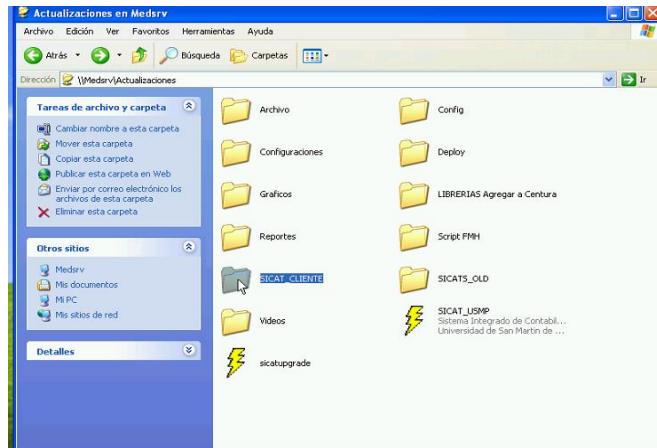 Actualizaciones en Medsrv
Archivo Edición Ver Favoritos Herramientas Ayuda
Atrás Búsqueda Carpetas
Dirección \\Medsrv\Actualizaciones Ir
Tareas de archivo y carpeta
Cambiar nombre a esta carpeta
Mover esta carpeta
Copiar esta carpeta
Publicar esta carpeta en Web
Enviar por correo electrónico los
archivos de esta carpeta
Eliminar esta carpeta
Otros sitios
Medsrv
Mis documentos
Mi PC
Mis sitios de red
Detalles
Archivo Config
Configuraciones Deploy
Graficos LIBRERIAS Agregar a Centura
Reportes Script FMH
SICAT_CLIENTE SICATS_OLD
Videos SICAT_USMP
Sistema Integrado de Contabil...
Universidad de San Martin de ...
sicatupgrade